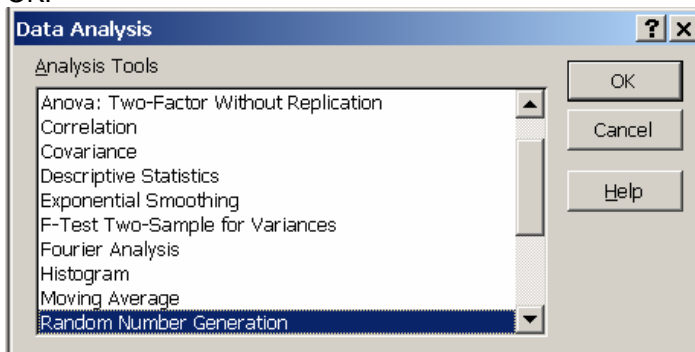 OK.
Data Analysis
? x
Analysis Tools
Anova: Two-Factor Without Replication
Correlation
Covariance
Descriptive Statistics
Exponential Smoothing
F-Test Two-Sample for Variances
Fourier Analysis
Histogram
Moving Average
Random Number Generation
OK
Cancel
Help